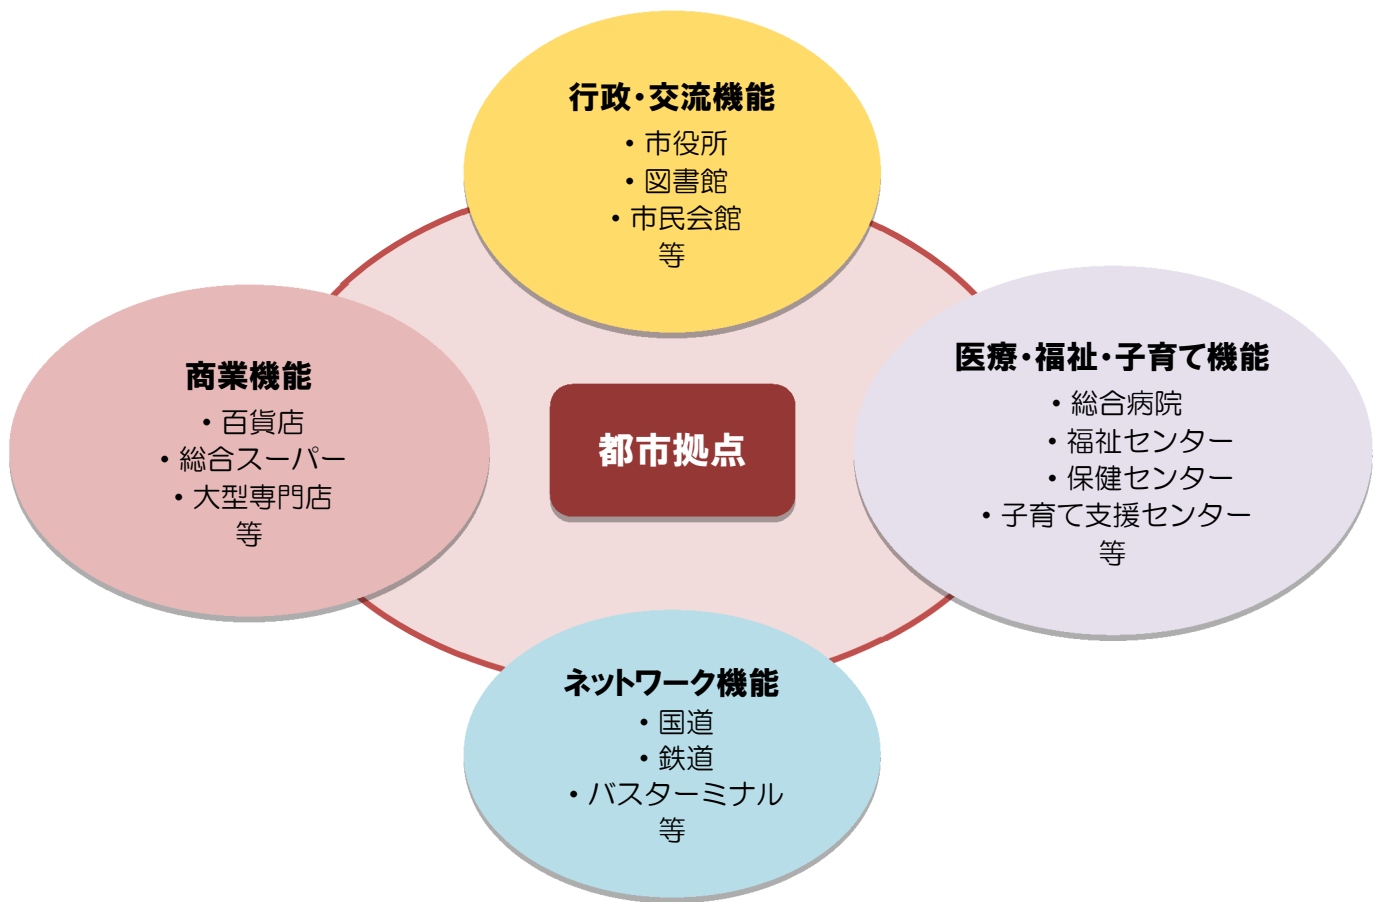 行政・交流機能
・市役所
・図書館
・市民会館
等
商業機能
・百貨店
・総合スーパー
・大型専門店
等
都市拠点
医療・福祉・子育て機能
・総合病院
・福祉センター
・保健センター
・子育て支援センター
等
ネットワーク機能
・国道
・鉄道
・バスターミナル
等